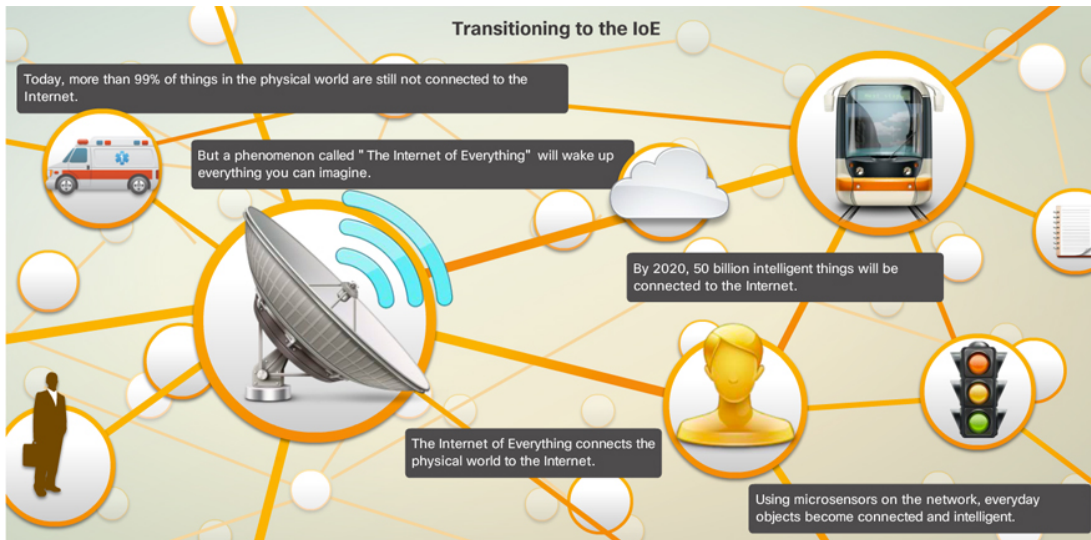 Transitioning to the IoE
Today, more than 99% of things in the physical world are still not connected to the
Internet.
But a phenomenon called "The Internet of Everything" will wake up
everything you can imagine.
By 2020, 50 billion intelligent things will be
connected to the Internet.
The Internet of Everything connects the
physical world to the Internet.
Using microsensors on the network, everyday
objects become connected and intelligent.